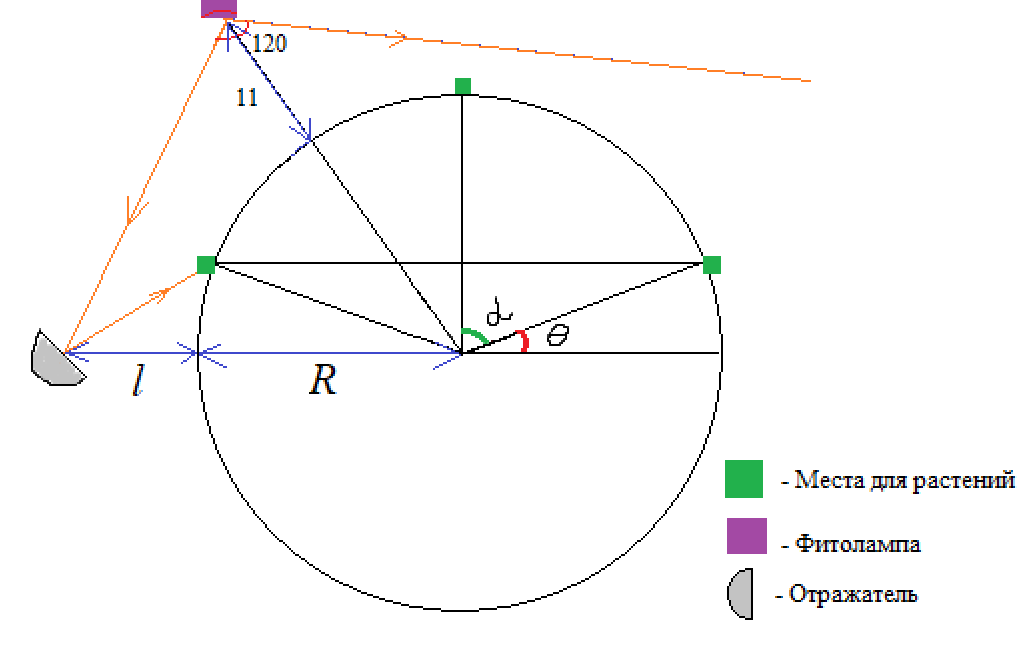 120
11
α
θ
l
R
- Места для растений
- Фитолампа
- Отражатель